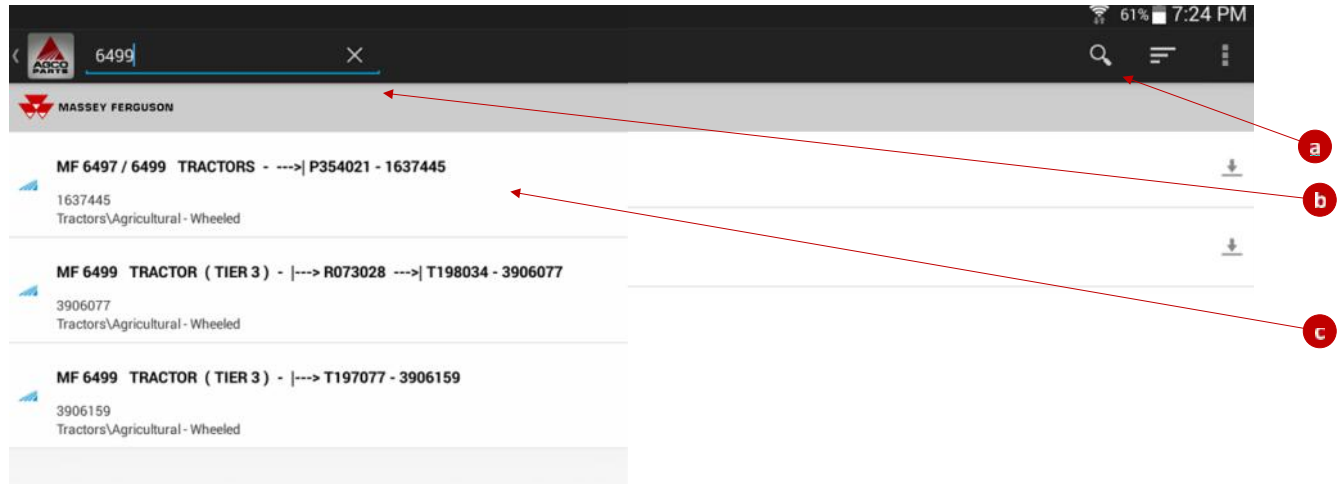 61% 7:24 PM
AGCO
PARTS
6499
MASSEY FERGUSON
a
MF 6497 / 6499 TRACTORS - --->| P354021 - 1637445
1637445
Tractors\Agricultural - Wheeled
b
MF 6499 TRACTOR ( TIER 3 ) - |---> R073028 --->| T198034 - 3906077
3906077
Tractors\Agricultural - Wheeled
c
MF 6499 TRACTOR ( TIER 3 ) - |---> T197077 - 3906159
3906159
Tractors\Agricultural - Wheeled